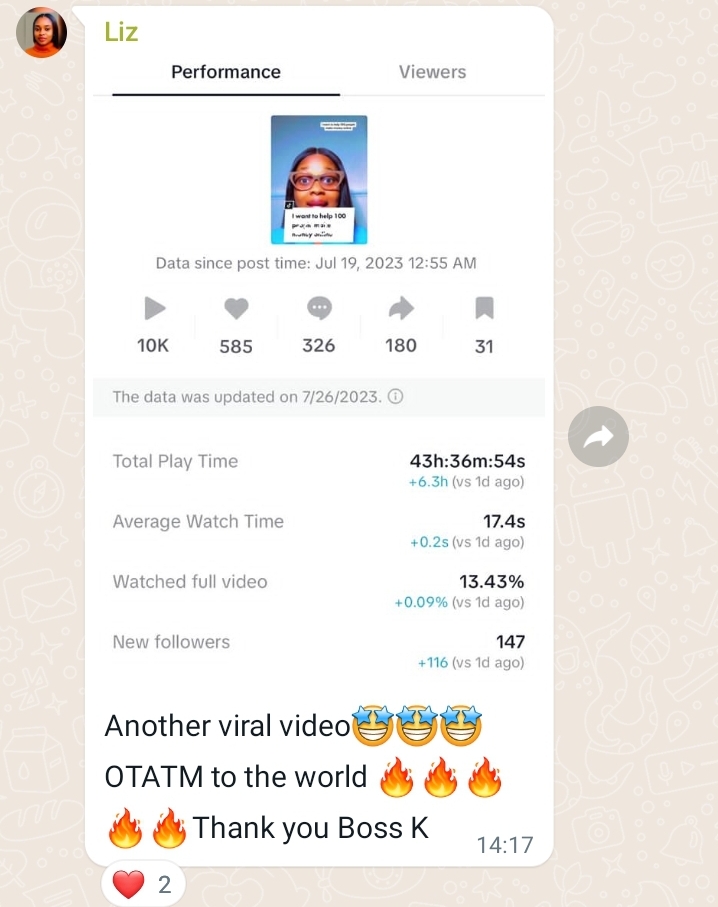 Liz
Performance
Viewers
I want to help 100
Data since post time: Jul 19, 2023 12:55 AM
10K
585
326
180
31
The data was updated on 7/26/2023.
Total Play Time
43h:36m:54s
+6.3h (vs 1d ago)
Average Watch Time
17.4s
+0.2s (vs 1d ago)
Watched full video
13.43%
+0.09% (vs 1d ago)
New followers
147
+116 (vs 1d ago)
Another viral video🤩🤩🤩
OTATM to the world 🔥🔥🔥
🔥🔥Thank you Boss K
14:17
2